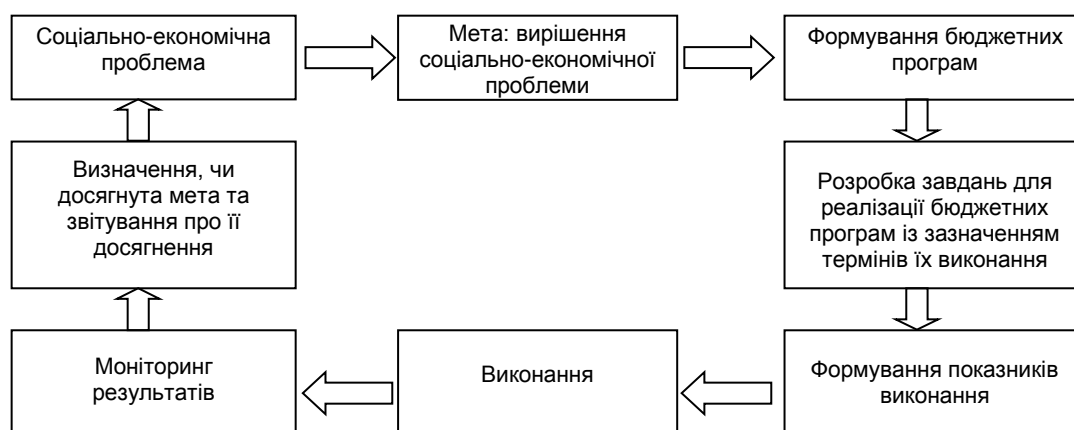 Соціально-економічна
проблема
Мета: вирішення
соціально-економічної
проблеми
Формування бюджетних
програм
Розробка завдань для
реалізації бюджетних
програм із зазначенням
термінів їх виконання
Формування показників
виконання
Виконання
Моніторинг
результатів
Визначення, чи
досягнута мета та
звітування про її
досягнення